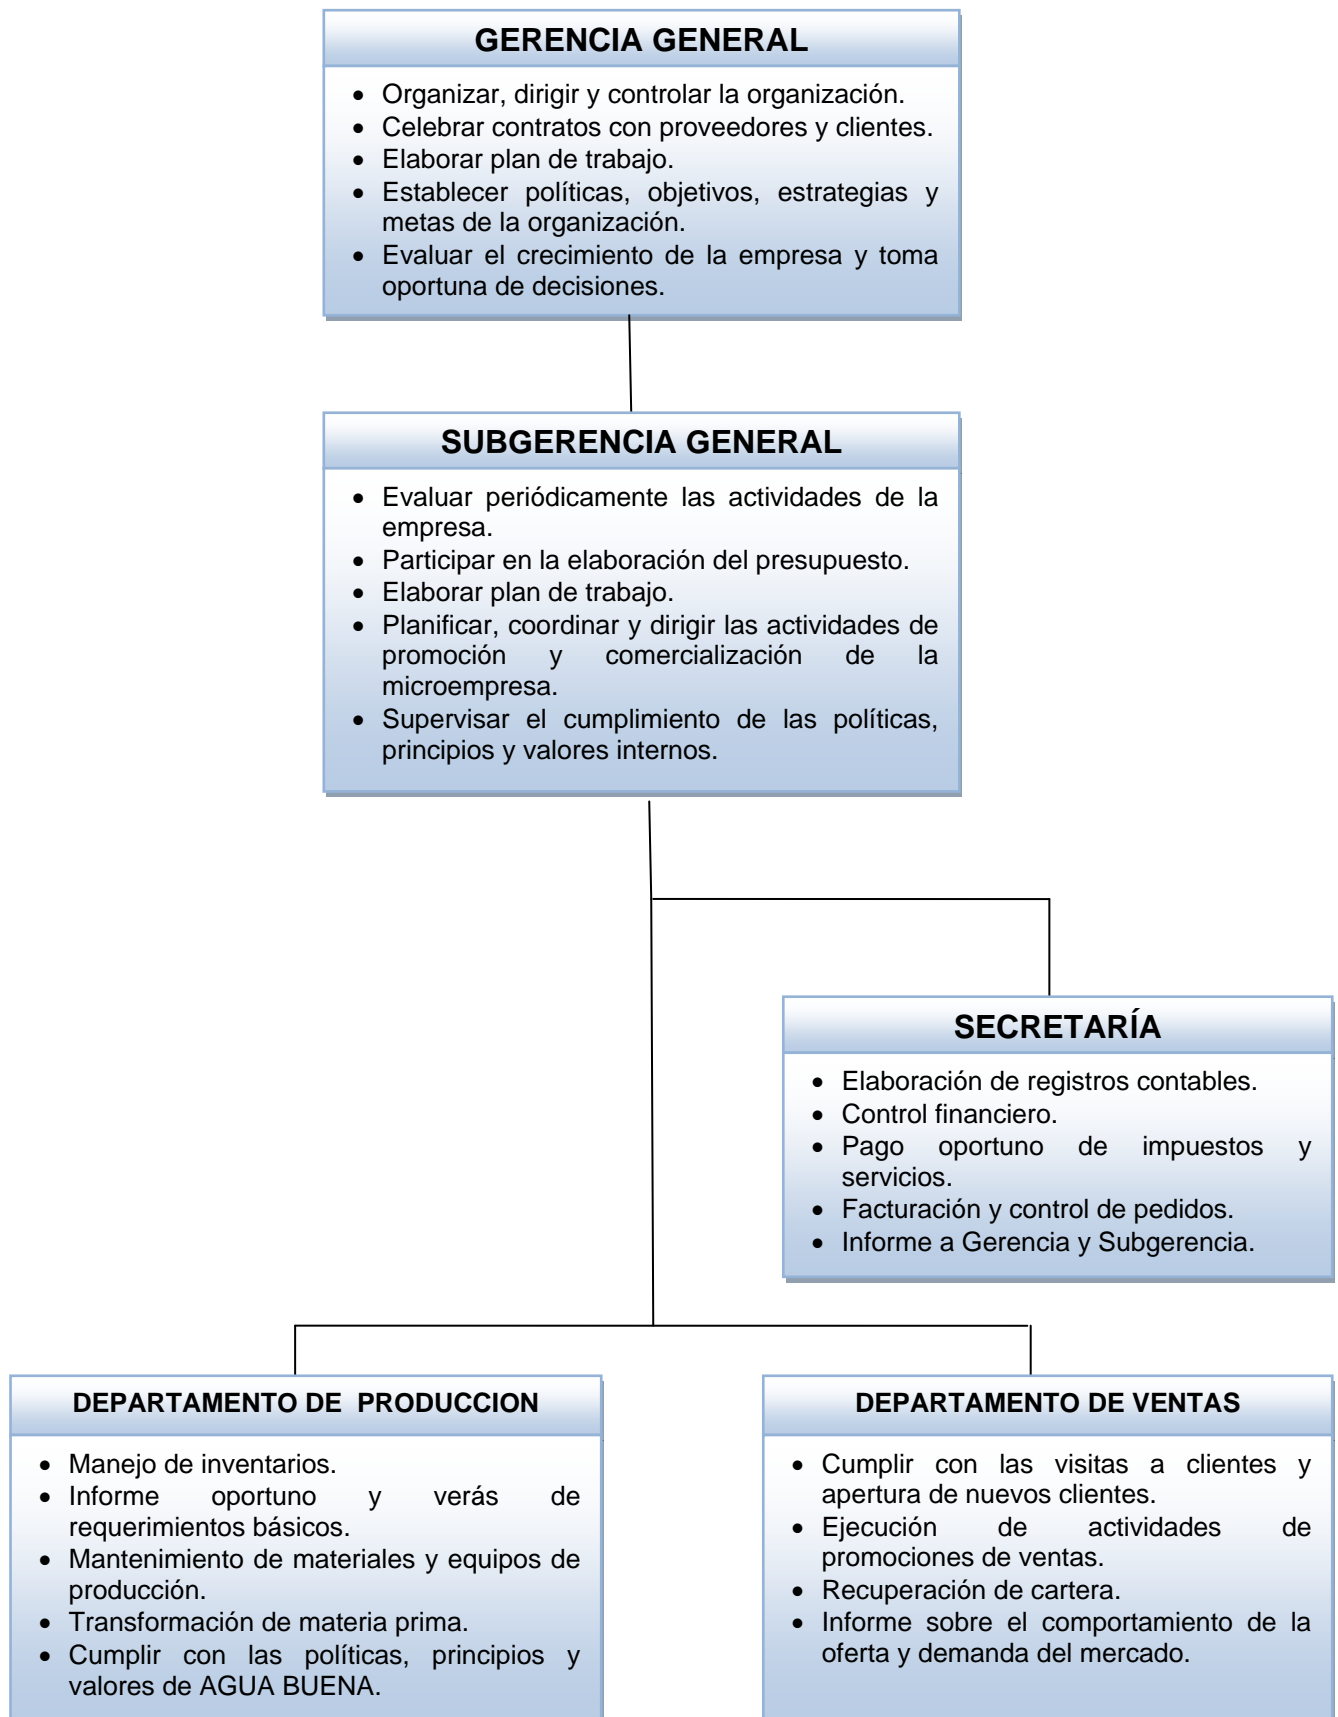 GERENCIA GENERAL
• Organizar, dirigir y controlar la organización.
• Celebrar contratos con proveedores y clientes.
• Elaborar plan de trabajo.
• Establecer políticas, objetivos, estrategias y
metas de la organización.
• Evaluar el crecimiento de la empresa y toma
oportuna de decisiones.
SUBGERENCIA GENERAL
• Evaluar periódicamente las actividades de la
empresa.
• Participar en la elaboración del presupuesto.
• Elaborar plan de trabajo.
• Planificar, coordinar y dirigir las actividades de
promoción y comercialización de la
microempresa.
• Supervisar el cumplimiento de las políticas,
principios y valores internos.
SECRETARÍA
• Elaboración de registros contables.
• Control financiero.
• Pago oportuno de impuestos y
servicios.
• Facturación y control de pedidos.
• Informe a Gerencia y Subgerencia.
DEPARTAMENTO DE PRODUCCION
• Manejo de inventarios.
• Informe oportuno y verás de
requerimientos básicos.
• Mantenimiento de materiales y equipos de
producción.
• Transformación de materia prima.
• Cumplir con las políticas, principios y
valores de AGUA BUENA.
DEPARTAMENTO DE VENTAS
• Cumplir con las visitas a clientes y
apertura de nuevos clientes.
• Ejecución de actividades de
promociones de ventas.
• Recuperación de cartera.
• Informe sobre el comportamiento de la
oferta y demanda del mercado.